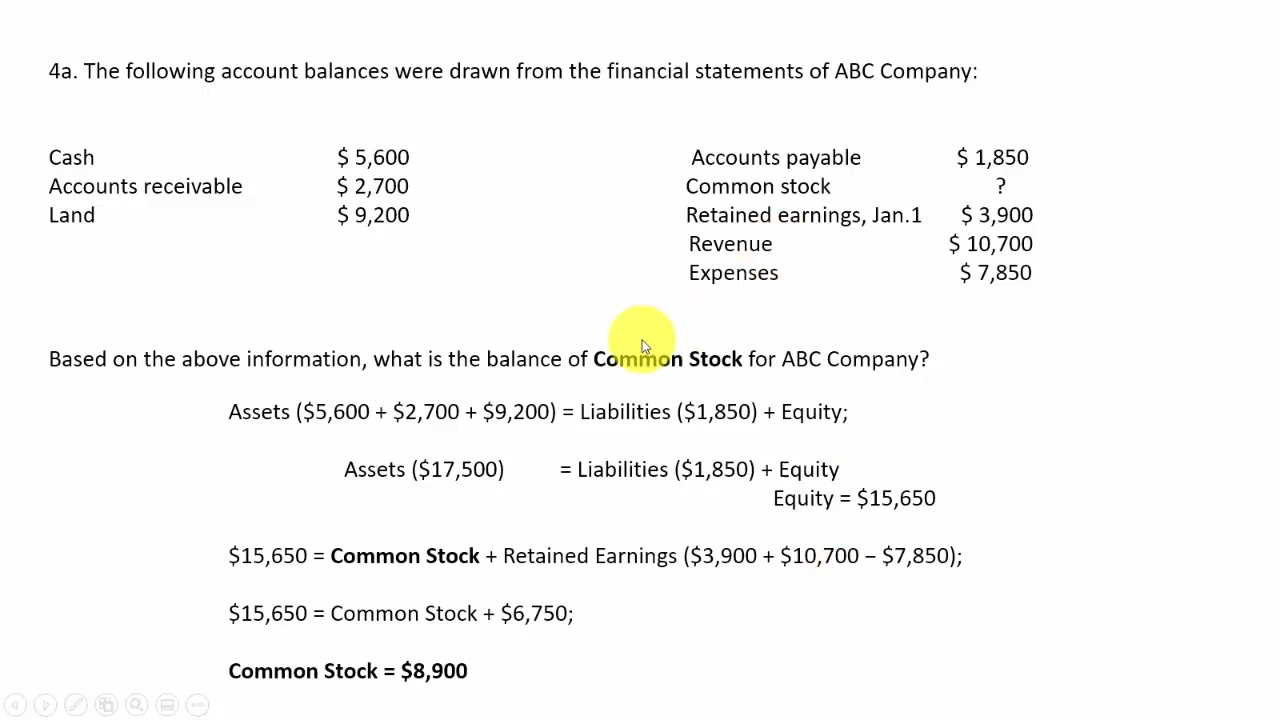 4a. The following account balances were drawn from the financial statements of ABC Company:
Cash $ 5,600 Accounts payable $ 1,850
Accounts receivable $ 2,700 Common stock ?
Land $ 9,200 Retained earnings, Jan.1 $ 3,900
Revenue $ 10,700
Expenses $ 7,850
Based on the above information, what is the balance of Common Stock for ABC Company?
Assets ($5,600 + $2,700 + $9,200) = Liabilities ($1,850) + Equity;
Assets ($17,500) = Liabilities ($1,850) + Equity
Equity = $15,650
$15,650 = Common Stock + Retained Earnings ($3,900 + $10,700 – $7,850);
$15,650 = Common Stock + $6,750;
Common Stock = $8,900